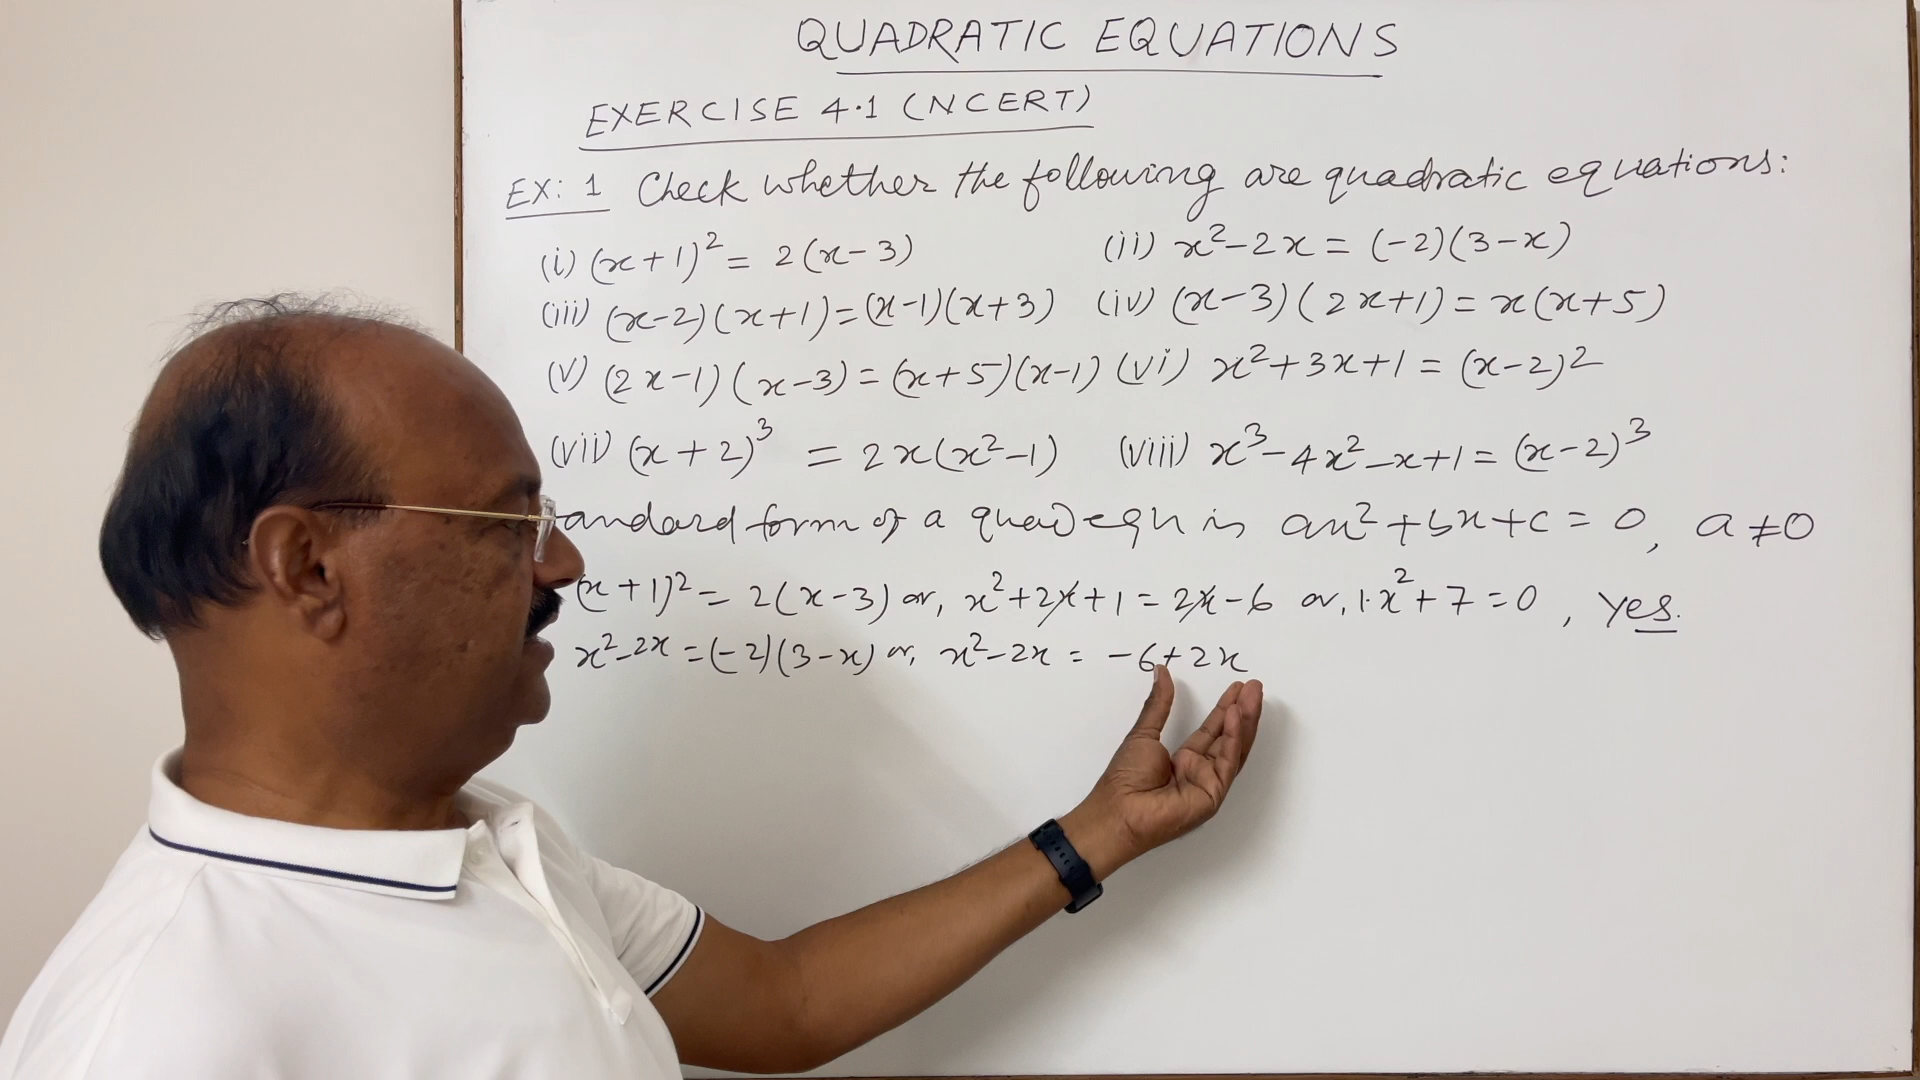 QUADRATIC EQUATIONS
EXERCISE 4.1 (NCERT)
EX: 1 Check whether the following are quadratic equations:
(i) (x+1)² = 2(x-3) (ii) x²-2x = (-2)(3-x)
(iii) (x-2)(x+1)=(x-1)(x+3) (iv) (x-3)(2x+1)= x(x+5)
(v) (2x-1)(x-3)=(x+5)(x-1) (vi) x²+3x+1 = (x-2)²
(vii) (x+2)³ = 2x(x²-1) (viii) x³-4x²-x+1 = (x-2)³
andard form of a quad eqn is ax²+bx+c = 0, a ≠ 0
(x+1)² = 2(x-3) or, x²+2x+1 = 2x-6 or, 1.x²+7=0, yes.
x²-2x = (-2)(3-x) or, x²-2x = -6+2x